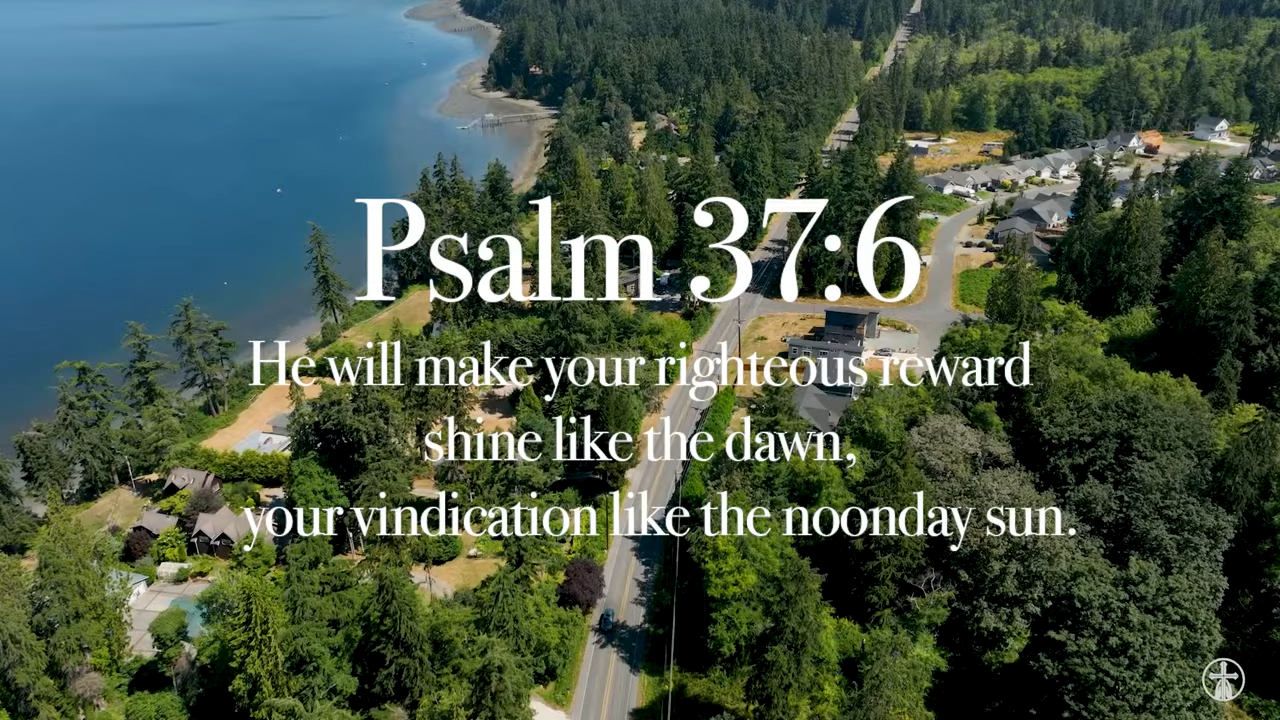 Psalm 37:6
He will make your righteous reward
shine like the dawn,
your vindication like the noonday sun.